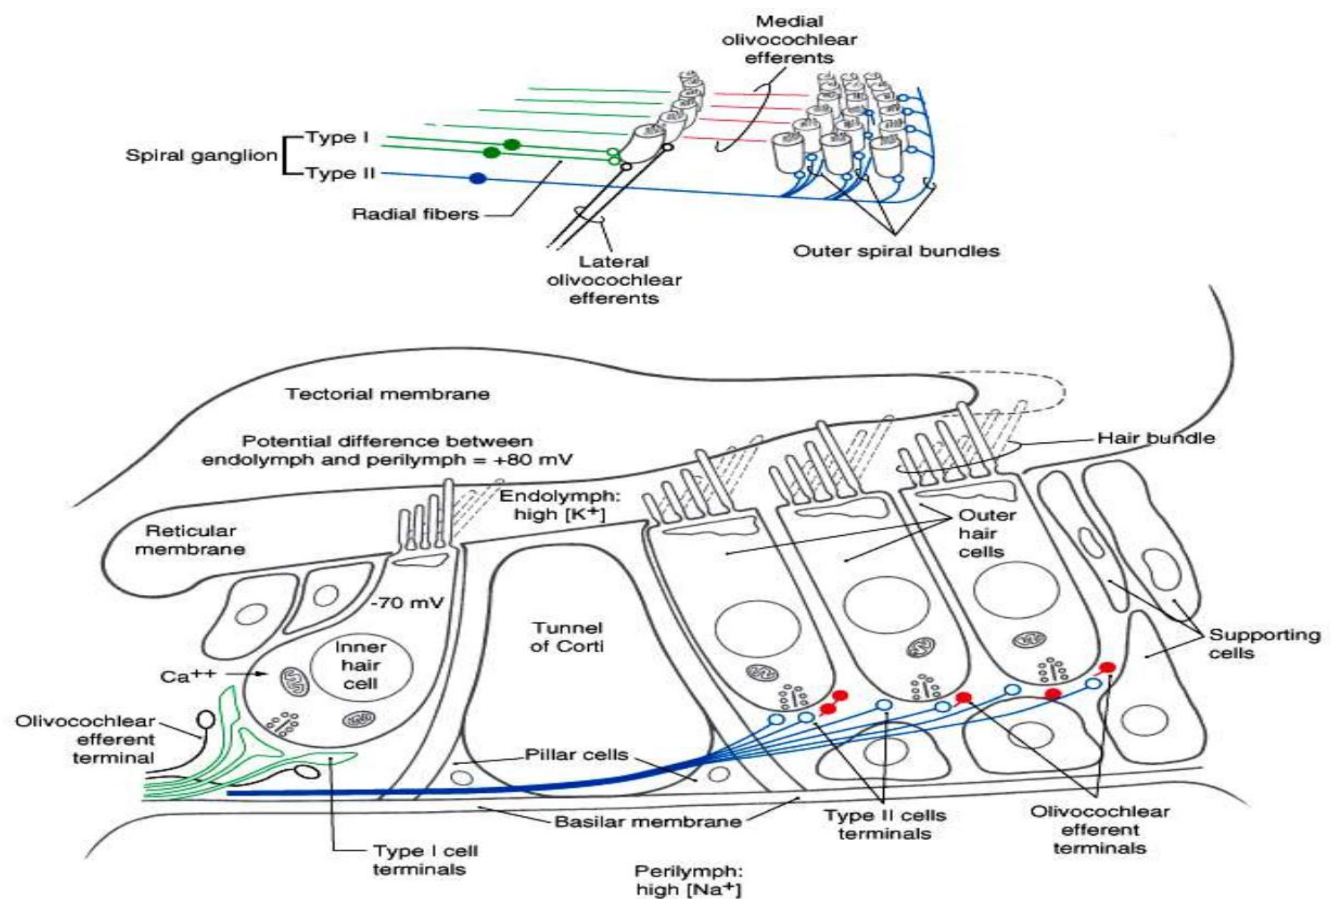 Medial
olivocochlear
efferents
Type I
Spiral ganglion
Type II
Radial fibers
Outer spiral bundles
Lateral
olivocochlear
efferents
Tectorial membrane
Potential difference between
endolymph and perilymph = +80 mV
Hair bundle
Endolymph:
high [K+]
Reticular
membrane
Outer
hair
cells
-70 mV
Tunnel
of Corti
Inner
hair
cell
Supporting
cells
Ca++
Olivocochlear
efferent
terminal
Pillar cells
Basilar membrane
Type II cells
terminals
Olivocochlear
efferent
terminals
Type I cell
terminals
Perilymph:
high [Na+]